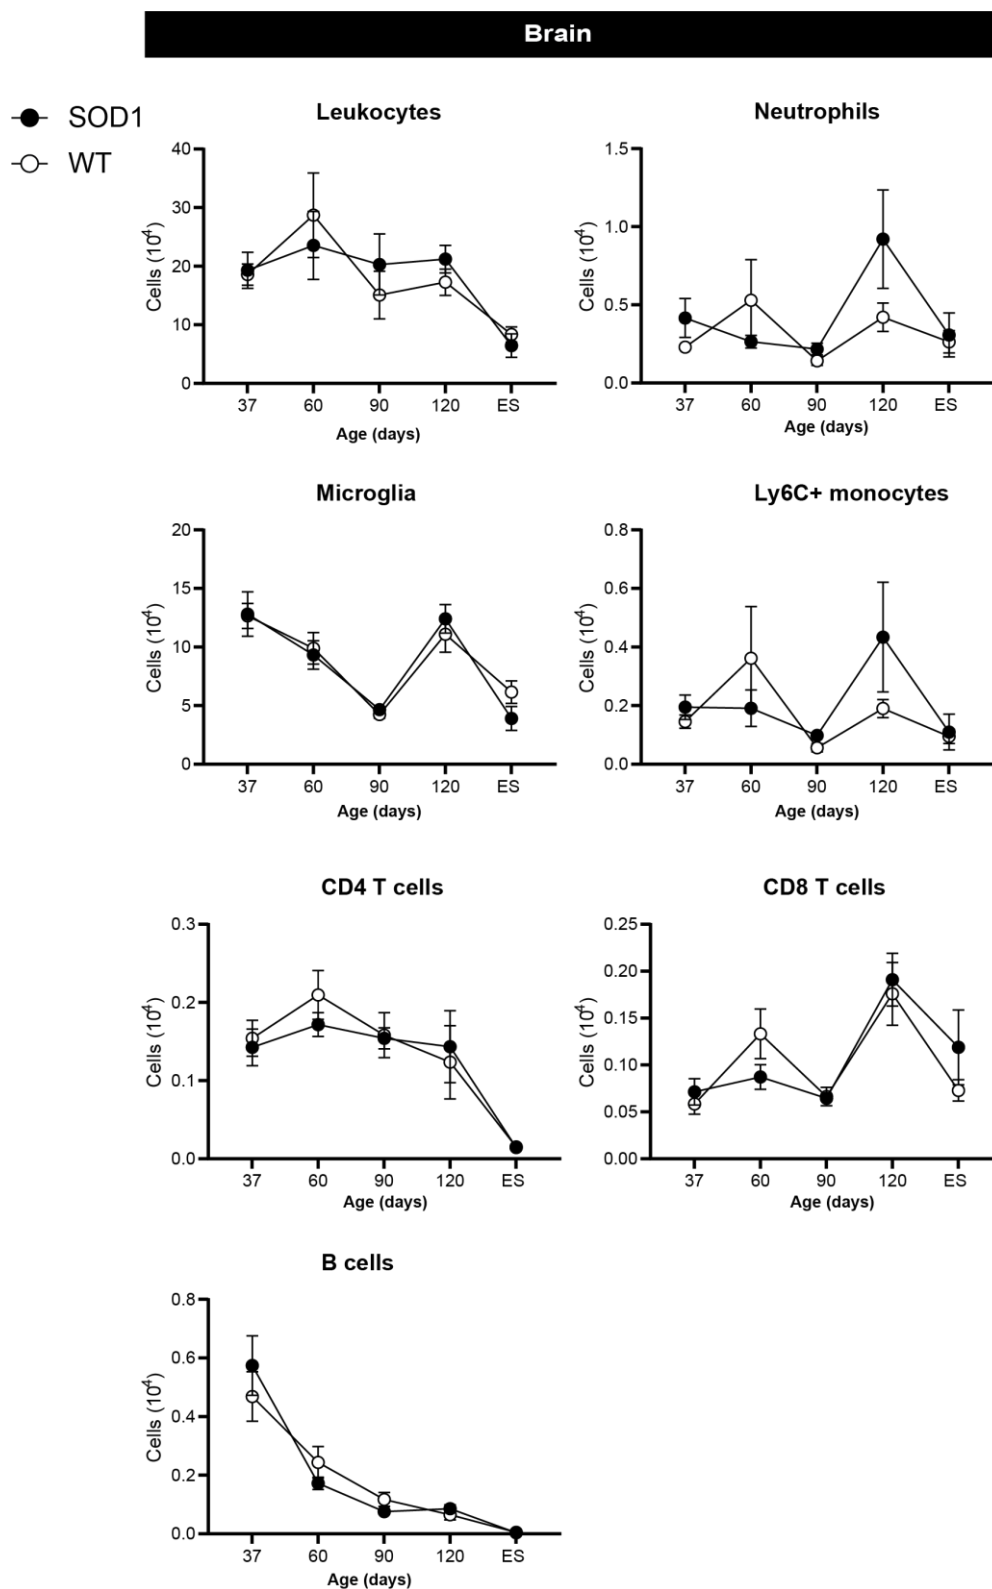 Brain
SOD1
WT
Leukocytes
Cells (10⁴)
40
30
20
10
0
37 60 90 120 ES
Age (days)
Neutrophils
Cells (10⁴)
1.5
1.0
0.5
0.0
37 60 90 120 ES
Age (days)
Microglia
Cells (10⁴)
20
15
10
5
0
37 60 90 120 ES
Age (days)
Ly6C+ monocytes
Cells (10⁴)
0.8
0.6
0.4
0.2
0.0
37 60 90 120 ES
Age (days)
CD4 T cells
Cells (10⁴)
0.3
0.2
0.1
0.0
37 60 90 120 ES
Age (days)
CD8 T cells
Cells (10⁴)
0.25
0.20
0.15
0.10
0.05
0.00
37 60 90 120 ES
Age (days)
B cells
Cells (10⁴)
0.8
0.6
0.4
0.2
0.0
37 60 90 120 ES
Age (days)